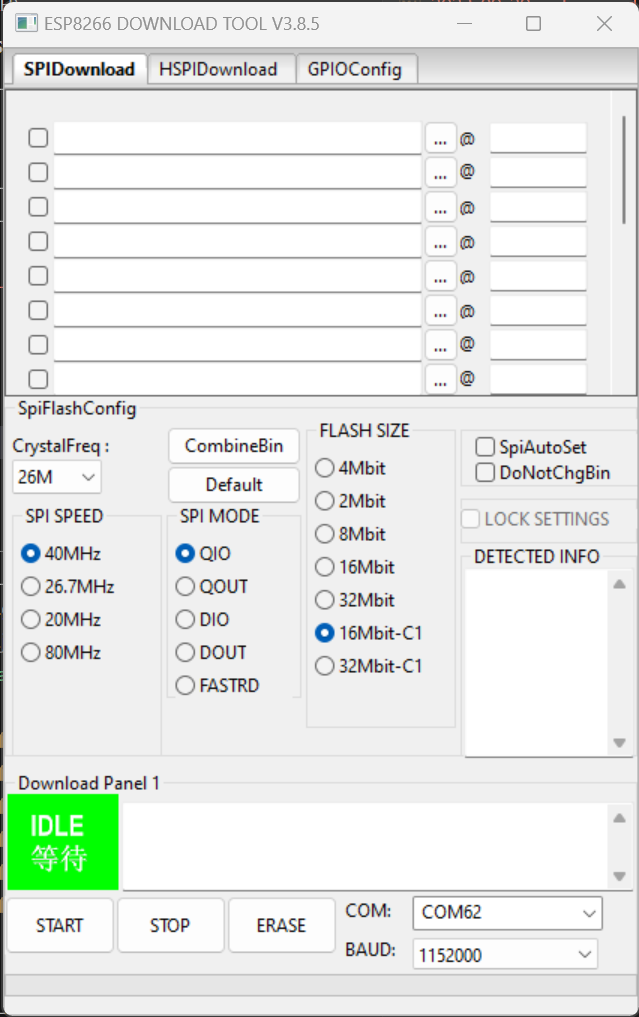 ESP8266 DOWNLOAD TOOL V3.8.5
SPIDownload HSPIDownload GPIOConfig
... @
... @
... @
... @
... @
... @
... @
... @
SpiFlashConfig
CrystalFreq :
26M
CombineBin
Default
SPI SPEED
40MHz
26.7MHz
20MHz
80MHz
SPI MODE
QIO
QOUT
DIO
DOUT
FASTRD
FLASH SIZE
4Mbit
2Mbit
8Mbit
16Mbit
32Mbit
16Mbit-C1
32Mbit-C1
SpiAutoSet
DoNotChgBin
LOCK SETTINGS
DETECTED INFO
Download Panel 1
IDLE
等待
START STOP ERASE
COM: COM62
BAUD: 1152000